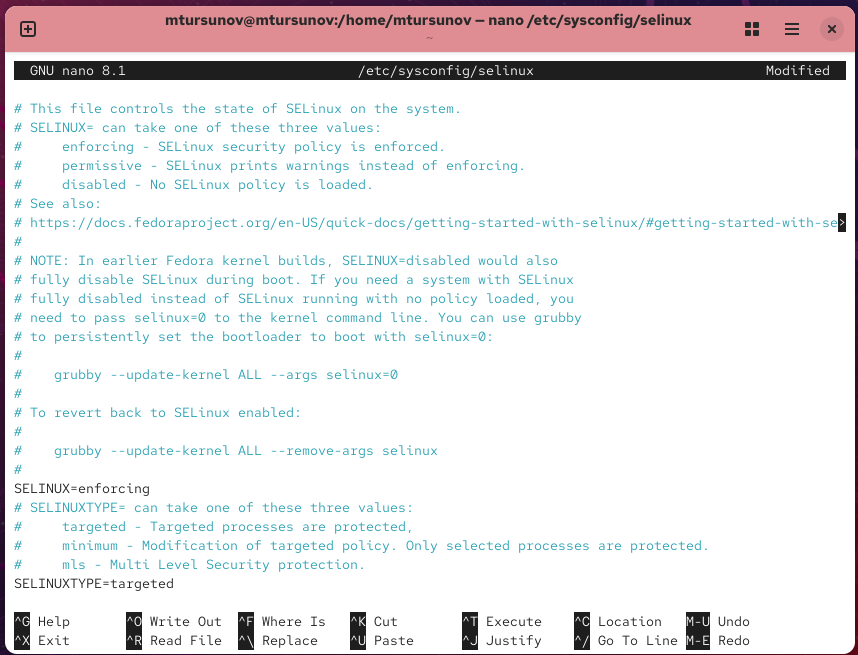 mtursunov@mtursunov:/home/mtursunov — nano /etc/sysconfig/selinux
~
GNU nano 8.1 /etc/sysconfig/selinux Modified
# This file controls the state of SELinux on the system.
# SELINUX= can take one of these three values:
#     enforcing - SELinux security policy is enforced.
#     permissive - SELinux prints warnings instead of enforcing.
#     disabled - No SELinux policy is loaded.
# See also:
# https://docs.fedoraproject.org/en-US/quick-docs/getting-started-with-selinux/#getting-started-with-se>
#
# NOTE: In earlier Fedora kernel builds, SELINUX=disabled would also
# fully disable SELinux during boot. If you need a system with SELinux
# fully disabled instead of SELinux running with no policy loaded, you
# need to pass selinux=0 to the kernel command line. You can use grubby
# to persistently set the bootloader to boot with selinux=0:
#
#    grubby --update-kernel ALL --args selinux=0
#
# To revert back to SELinux enabled:
#
#    grubby --update-kernel ALL --remove-args selinux
#
SELINUX=enforcing
# SELINUXTYPE= can take one of these three values:
#     targeted - Targeted processes are protected,
#     minimum - Modification of targeted policy. Only selected processes are protected.
#     mls - Multi Level Security protection.
SELINUXTYPE=targeted
^G Help ^O Write Out ^F Where Is ^K Cut ^T Execute ^C Location M-U Undo
^X Exit ^R Read File ^\ Replace ^U Paste ^J Justify ^/ Go To Line M-E Redo